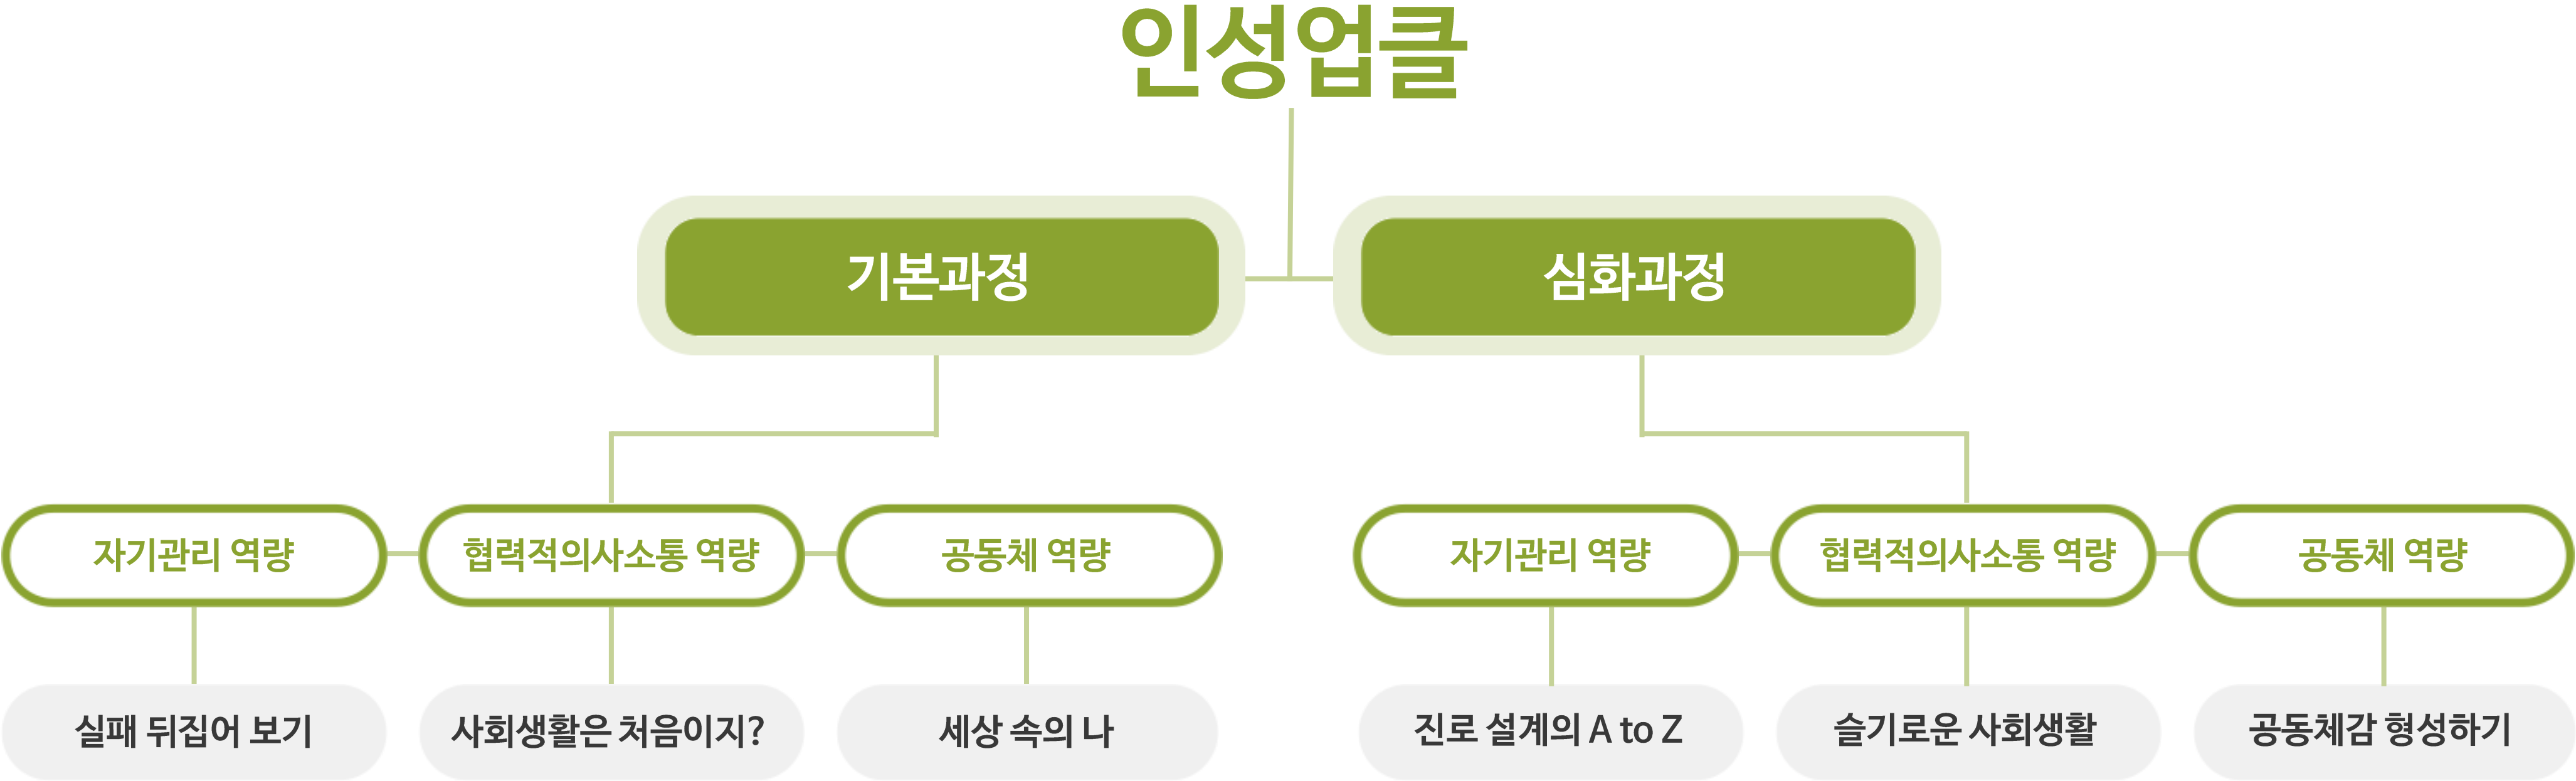 인성업클
기본과정
심화과정
자기관리 역량
협력적의사소통 역량
공동체 역량
자기관리 역량
협력적의사소통 역량
공동체 역량
실패 뒤집어 보기
사회생활은 처음이지?
세상 속의 나
진로 설계의 A to Z
슬기로운 사회생활
공동체감 형성하기